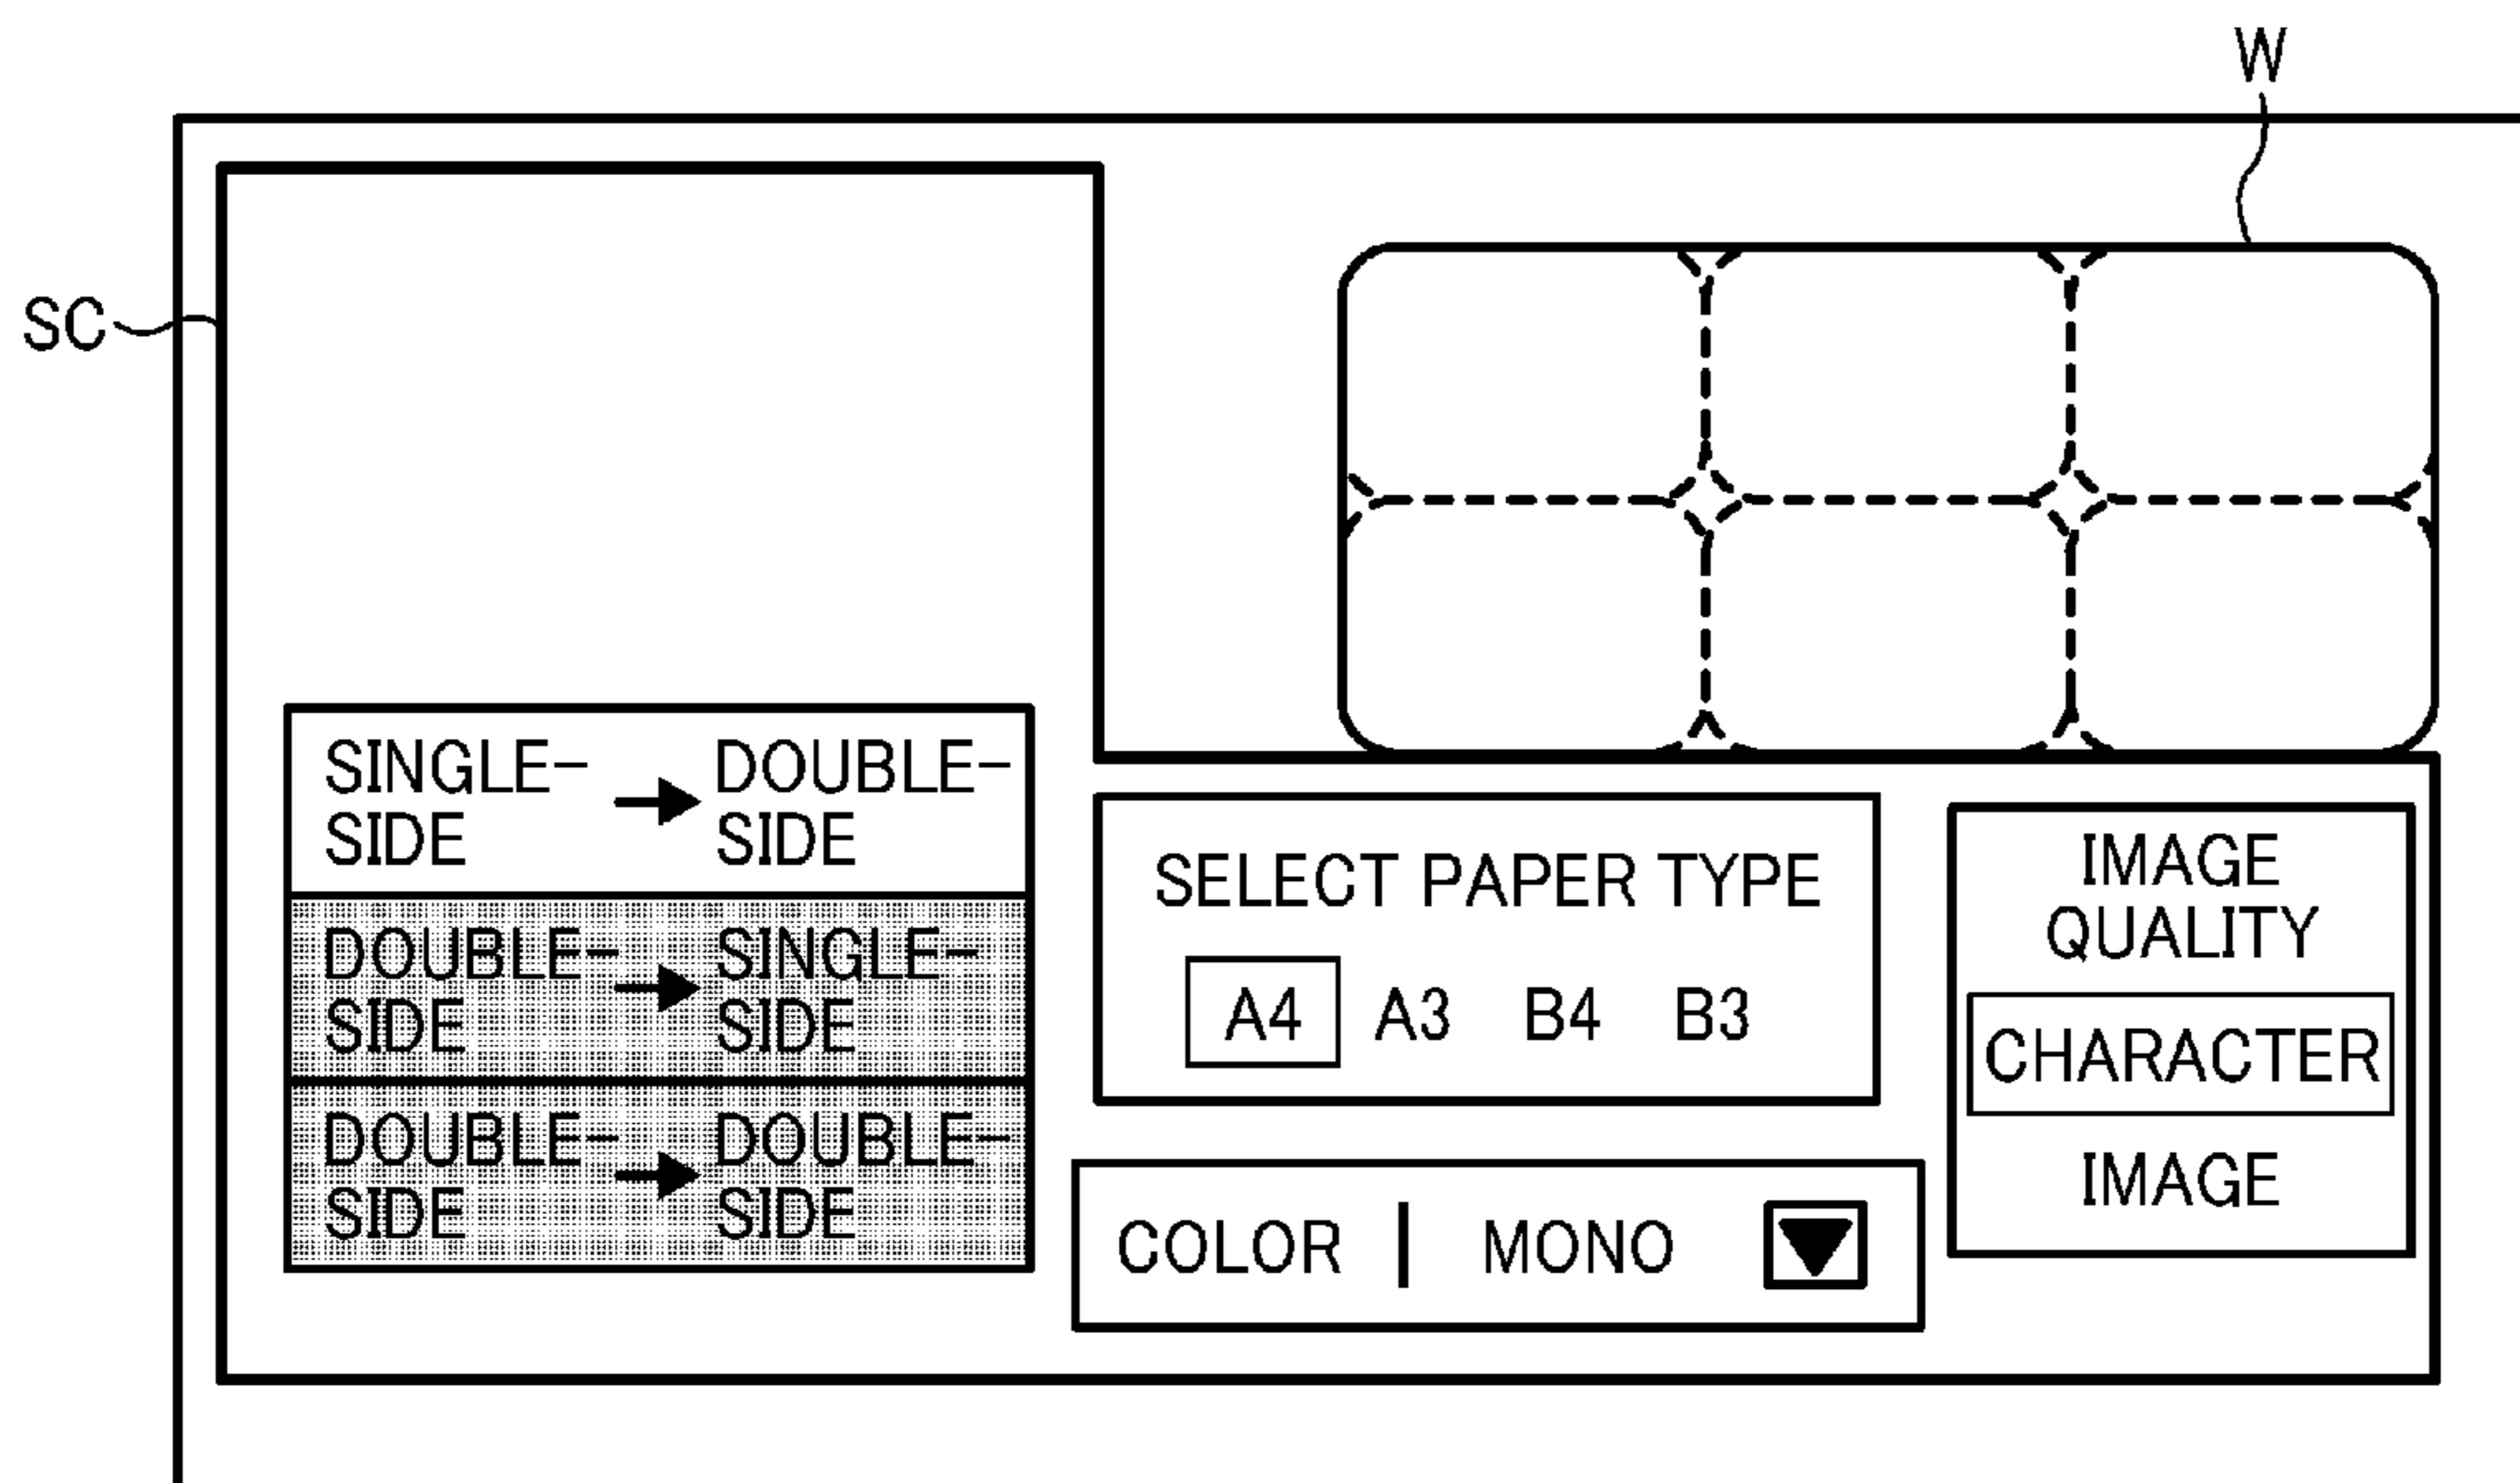 W
SC
SINGLE-
SIDE
→
DOUBLE-
SIDE
DOUBLE-
SIDE
→
SINGLE-
SIDE
DOUBLE-
SIDE
→
DOUBLE-
SIDE
SELECT PAPER TYPE
A4 A3 B4 B3
COLOR | MONO ▼
IMAGE
QUALITY
CHARACTER
IMAGE